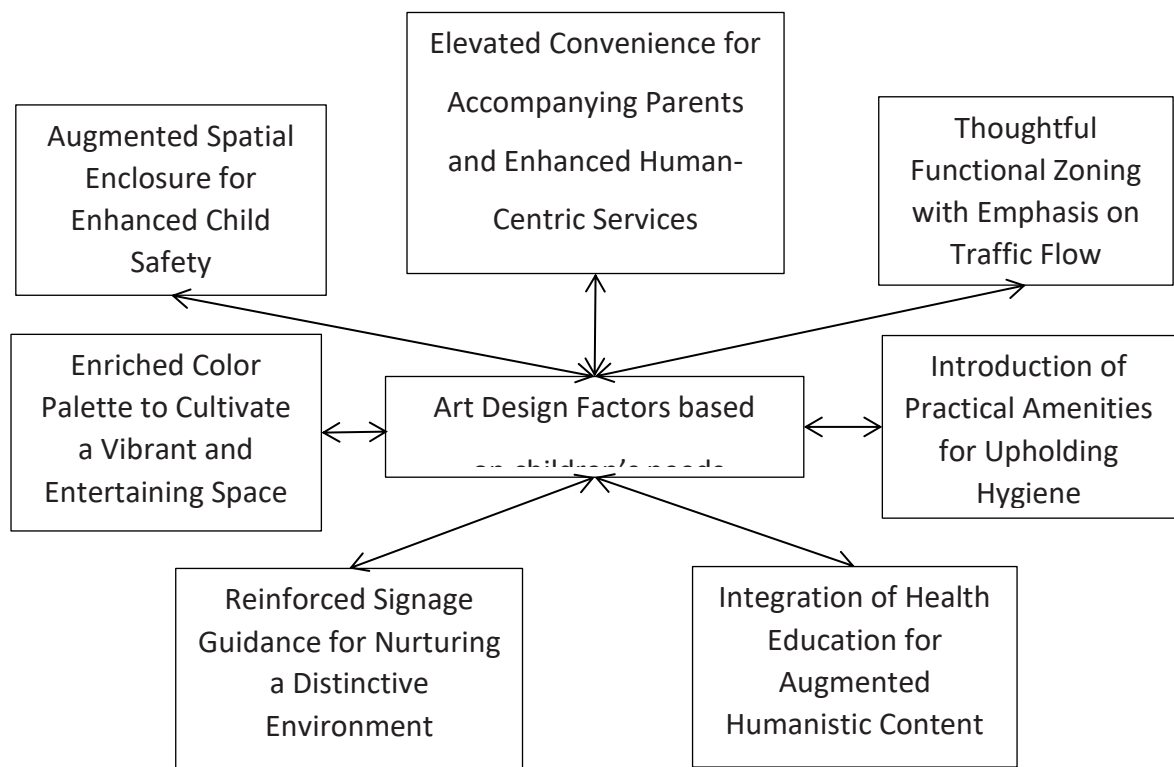 Elevated Convenience for
Accompanying Parents
and Enhanced Human-
Centric Services
Augmented Spatial
Enclosure for
Enhanced Child
Safety
Thoughtful
Functional Zoning
with Emphasis on
Traffic Flow
Enriched Color
Palette to Cultivate
a Vibrant and
Entertaining Space
Art Design Factors based
on children's needs
Introduction of
Practical Amenities
for Upholding
Hygiene
Reinforced Signage
Guidance for Nurturing
a Distinctive
Environment
Integration of Health
Education for
Augmented
Humanistic Content